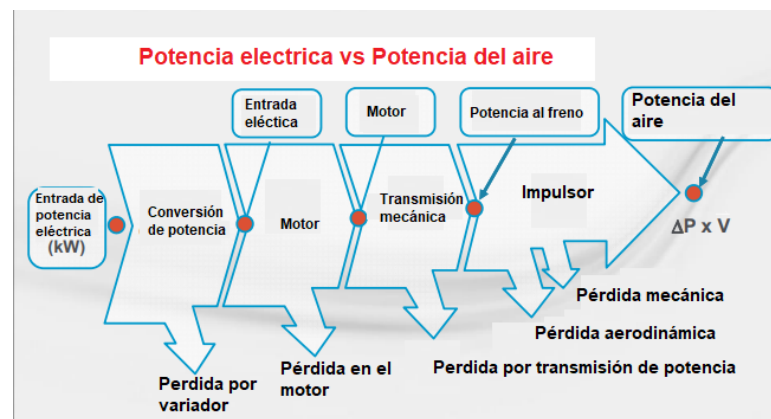 Potencia electrica vs Potencia del aire
Entrada
eléctica
Motor
Potencia al freno
Potencia del
aire
Entrada de
potencia
eléctrica
(kW)
Conversión
de potencia
Motor
Transmisión
mecánica
Impulsor
ΔP x V
Pérdida mecánica
Pérdida aerodinámica
Perdida por transmisión de potencia
Pérdida en el
motor
Perdida por
variador